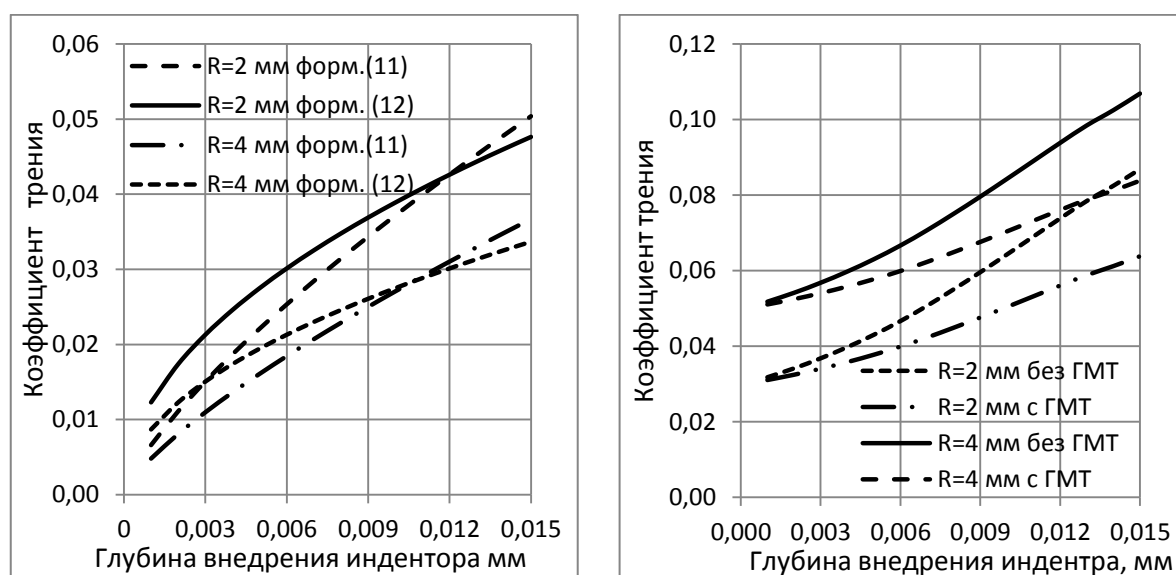 Коэффициент трения
0,06
0,05
0,04
0,03
0,02
0,01
0,00
R=2 мм форм.(11)
R=2 мм форм. (12)
R=4 мм форм.(11)
R=4 мм форм. (12)
0 0,003 0,006 0,009 0,012 0,015
Глубина внедрения индентора мм
Коэффициент трения
0,12
0,10
0,08
0,06
0,04
0,02
0,00
R=2 мм без ГМТ
R=2 мм с ГМТ
R=4 мм без ГМТ
R=4 мм с ГМТ
0,000 0,003 0,006 0,009 0,012 0,015
Глубина внедрения индентра, мм